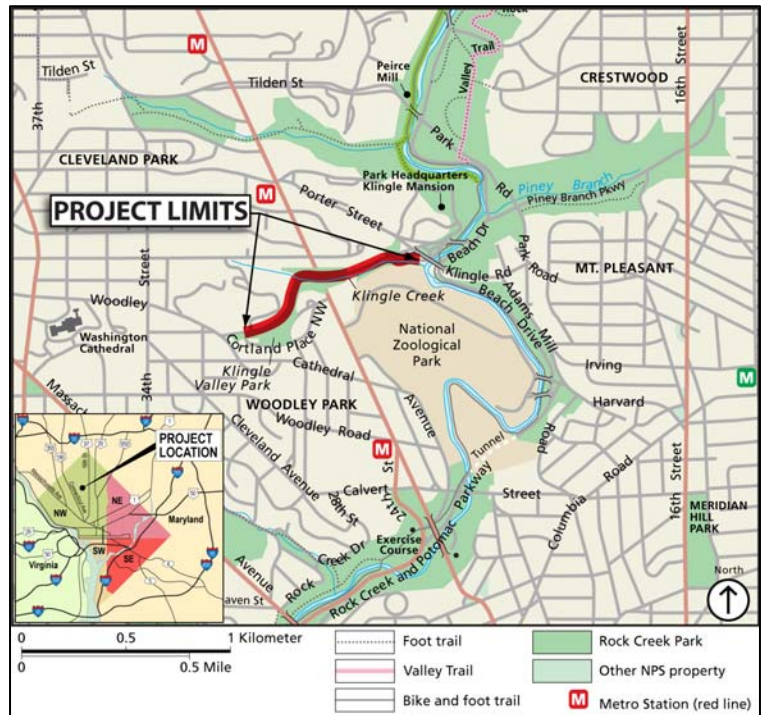 Rock
M
Tilden St
Tilden St
Peirce
Mill
Trail
Valley
Park
CRESTWOOD
16th Street
37th
CLEVELAND PARK
Park Headquarters
Klingle Mansion
Rd
Piney Branch
Piney Branch Pkwy
M
Porter Street
PROJECT LIMITS
Beach Dr
Klingle Rd
Park Road
MT. PLEASANT
Street
Woodley
Klingle Creek
Adams Mill
Beach Drive
Washington
Cathedral
Cortland Place NW
National
Zoological
Park
Klingle
Valley Park
Cathedral
Irving
34th
Massach
WOODLEY PARK
Harvard
M
Woodley Road
Avenue
Road
Cleveland Avenue
M
Tunnel
PROJECT
LOCATION
28th St
Calvert
24th St
Street
Columbia Road
16th Street
NW
NE
Maryland
SW
SE
Virginia
MERIDIAN
HILL
PARK
Exercise
Course
Rock Creek Dr
Avenue
Rock Creek and Potomac Parkway
aven St
North
0 0.5 1 Kilometer
0 0.5 Mile
Foot trail
Valley Trail
Bike and foot trail
Rock Creek Park
Other NPS property
M Metro Station (red line)